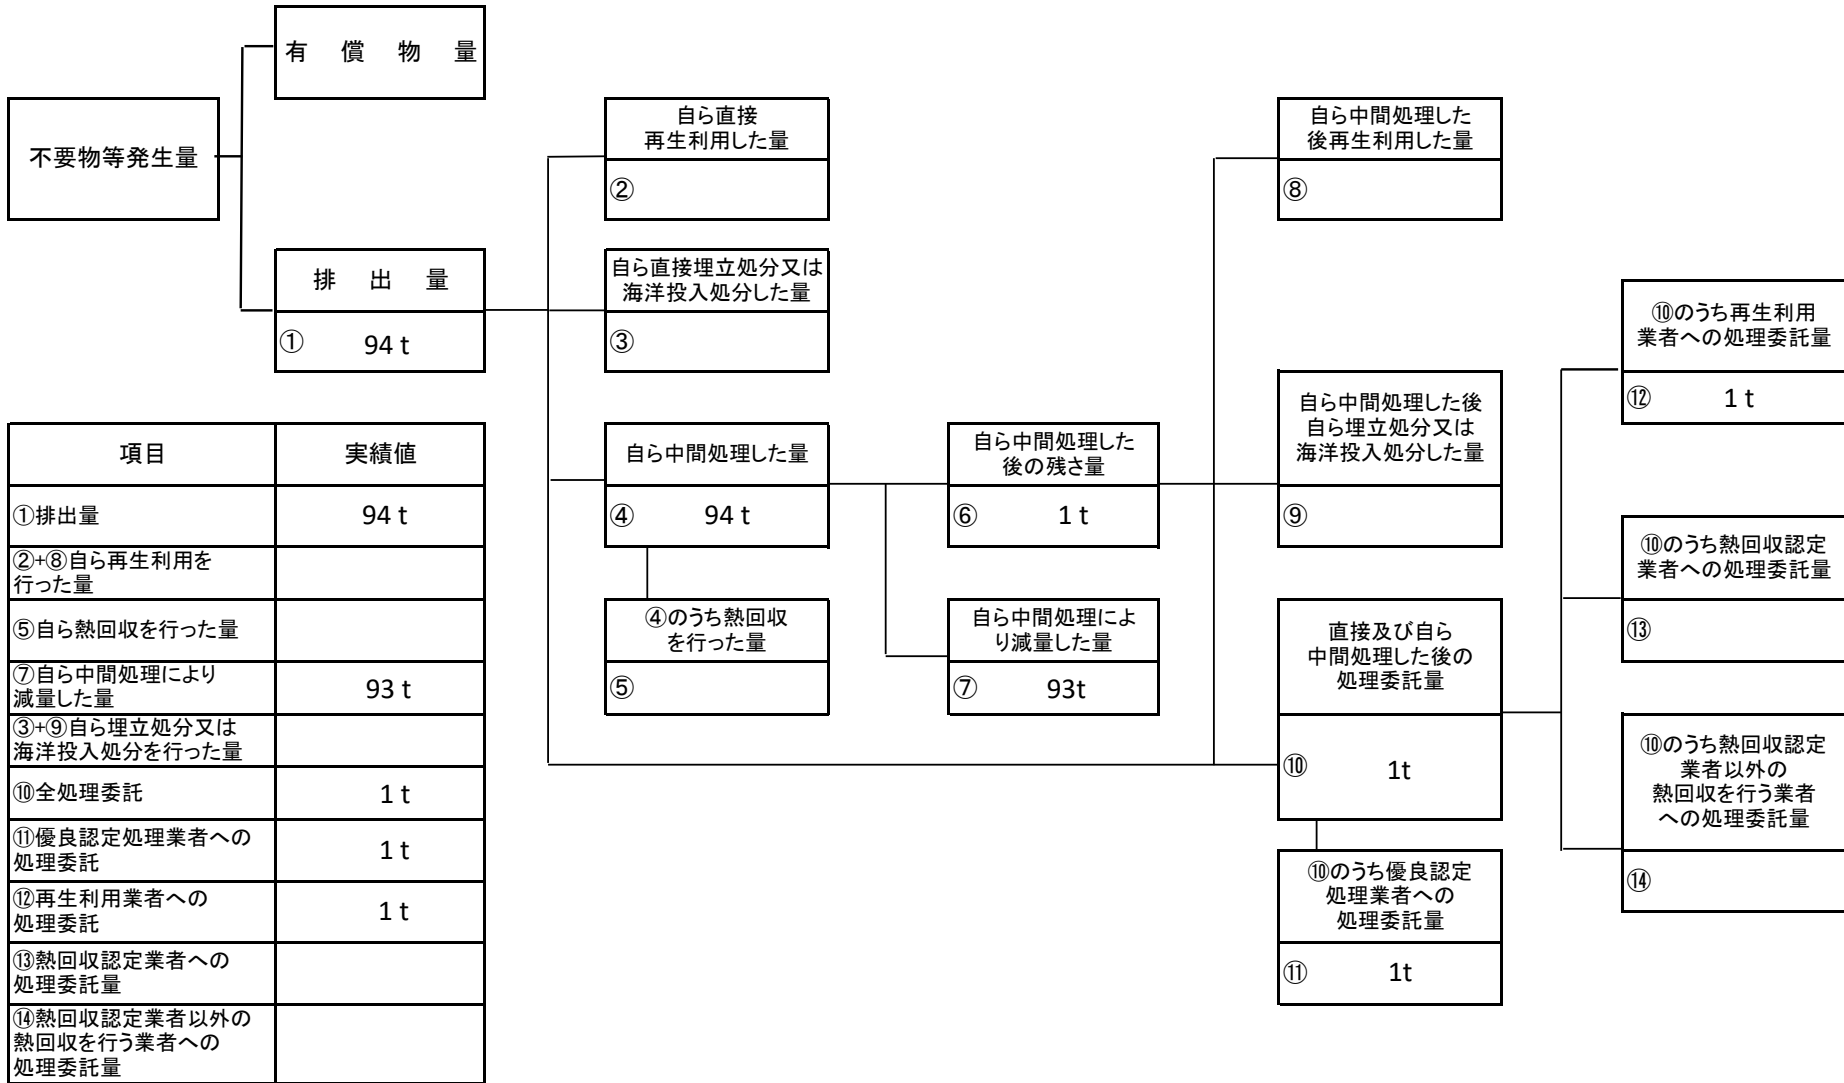 有　償　物　量
不要物等発生量
排　出　量
① 94 t
自ら直接
再生利用した量
②
自ら直接埋立処分又は
海洋投入処分した量
③
自ら中間処理した量
④ 94 t
④のうち熱回収
を行った量
⑤
自ら中間処理した
後の残さ量
⑥ 1 t
自ら中間処理によ
り減量した量
⑦ 93t
自ら中間処理した
後再生利用した量
⑧
自ら中間処理した後
自ら埋立処分又は
海洋投入処分した量
⑨
直接及び自ら
中間処理した後の
処理委託量
⑩ 1t
⑩のうち優良認定
処理業者への
処理委託量
⑪ 1t
⑩のうち再生利用
業者への処理委託量
⑫ 1 t
⑩のうち熱回収認定
業者への処理委託量
⑬
⑩のうち熱回収認定
業者以外の
熱回収を行う業者
への処理委託量
⑭
項目 実績値
①排出量 94 t
②+⑧自ら再生利用を
行った量
⑤自ら熱回収を行った量
⑦自ら中間処理により
減量した量 93 t
③+⑨自ら埋立処分又は
海洋投入処分を行った量
⑩全処理委託 1 t
⑪優良認定処理業者への
処理委託 1 t
⑫再生利用業者への
処理委託 1 t
⑬熱回収認定業者への
処理委託量
⑭熱回収認定業者以外の
熱回収を行う業者への
処理委託量